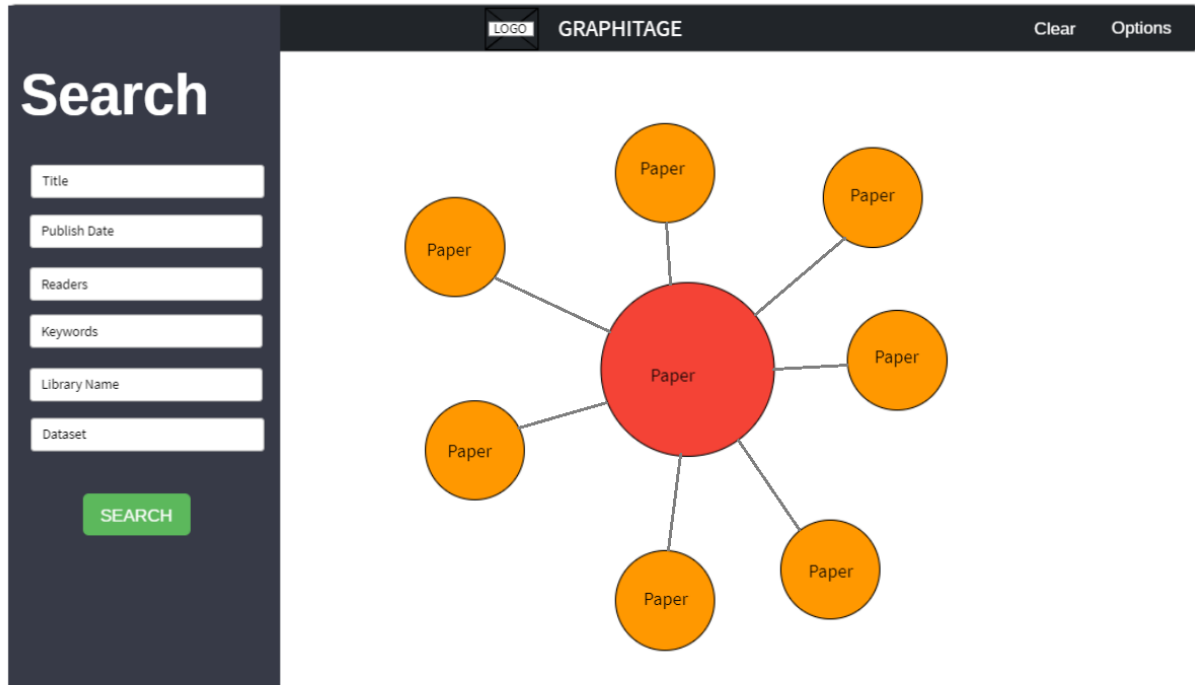 LOGO
GRAPHITAGE
Clear
Options
Search
Title
Publish Date
Readers
Keywords
Library Name
Dataset
SEARCH
Paper
Paper
Paper
Paper
Paper
Paper
Paper
Paper